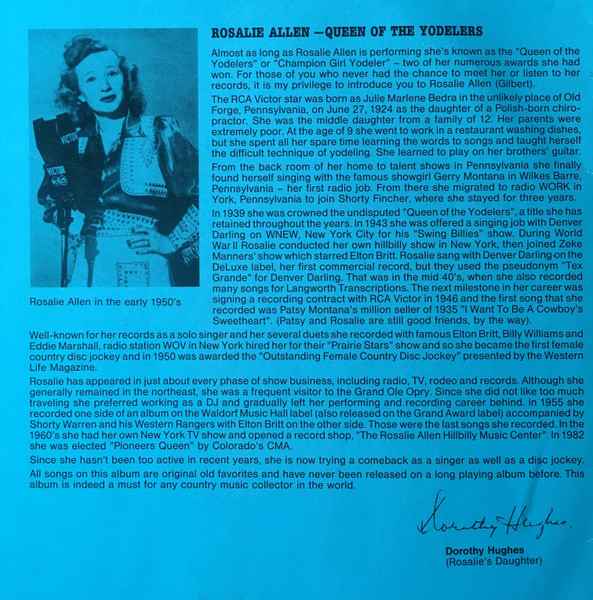 ROSALIE ALLEN – QUEEN OF THE YODELERS
Almost as long as Rosalie Allen is performing she's known as the "Queen of the
Yodelers" or "Champion Girl Yodeler" – two of her numerous awards she had
won. For those of you who never had the chance to meet her or listen to her
records, it is my privilege to introduce you to Rosalie Allen (Gilbert).
The RCA Victor star was born as Julie Marlene Bedra in the unlikely place of Old
Forge, Pennsylvania, on June 27, 1924 as the daughter of a Polish-born chiro-
practor. She was the middle daughter from a family of 12. Her parents were
extremely poor. At the age of 9 she went to work in a restaurant washing dishes,
but she spent all her spare time learning the words to songs and taught herself
the difficult technique of yodeling. She learned to play on her brothers' guitar.
From the back room of her home to talent shows in Pennsylvania she finally
found herself singing with the famous showgirl Gerry Montana in Wilkes Barre,
Pennsylvania – her first radio job. From there she migrated to radio WORK in
York, Pennsylvania to join Shorty Fincher, where she stayed for three years.
In 1939 she was crowned the undisputed "Queen of the Yodelers", a title she has
retained throughout the years. In 1943 she was offered a singing job with Denver
Darling on WNEW, New York City for his "Swing Billies" show. During World
War II Rosalie conducted her own hillbilly show in New York, then joined Zeke
Manners' show which starred Elton Britt. Rosalie sang with Denver Darling on the
DeLuxe label, her first commercial record, but they used the pseudonym "Tex
Grande" for Denver Darling. That was in the mid 40's, when she also recorded
many songs for Langworth Transcriptions. The next milestone in her career was
signing a recording contract with RCA Victor in 1946 and the first song that she
recorded was Patsy Montana's million seller of 1935 "I Want To Be A Cowboy's
Sweetheart". (Patsy and Rosalie are still good friends, by the way).
VICTOR
VICTOR
Rosalie Allen in the early 1950's
Well-known for her records as a solo singer and her several duets she recorded with famous Elton Britt, Billy Williams and
Eddie Marshall, radio station WOV in New York hired her for their "Prairie Stars" show and so she became the first female
country disc jockey and in 1950 was awarded the "Outstanding Female Country Disc Jockey" presented by the Western
Life Magazine.
Rosalie has appeared in just about every phase of show business, including radio, TV, rodeo and records. Although she
generally remained in the northeast, she was a frequent visitor to the Grand Ole Opry. Since she did not like too much
traveling she preferred working as a DJ and gradually left her performing and recording career behind. in 1955 she
recorded one side of an album on the Waldorf Music Hall label (also released on the Grand Award label) accompanied by
Shorty Warren and his Western Rangers with Elton Britt on the other side. Those were the last songs she recorded. In the
1960's she had her own New York TV show and opened a record shop, "The Rosalie Allen Hillbilly Music Center". In 1982
she was elected "Pioneers Queen" by Colorado's CMA.
Since she hasn't been too active in recent years, she is now trying a comeback as a singer as well as a disc jockey.
All songs on this album are original old favorites and have never been released on a long playing album before. This
album is indeed a must for any country music collector in the world.
Dorothy Hughes.
Dorothy Hughes
(Rosalie's Daughter)